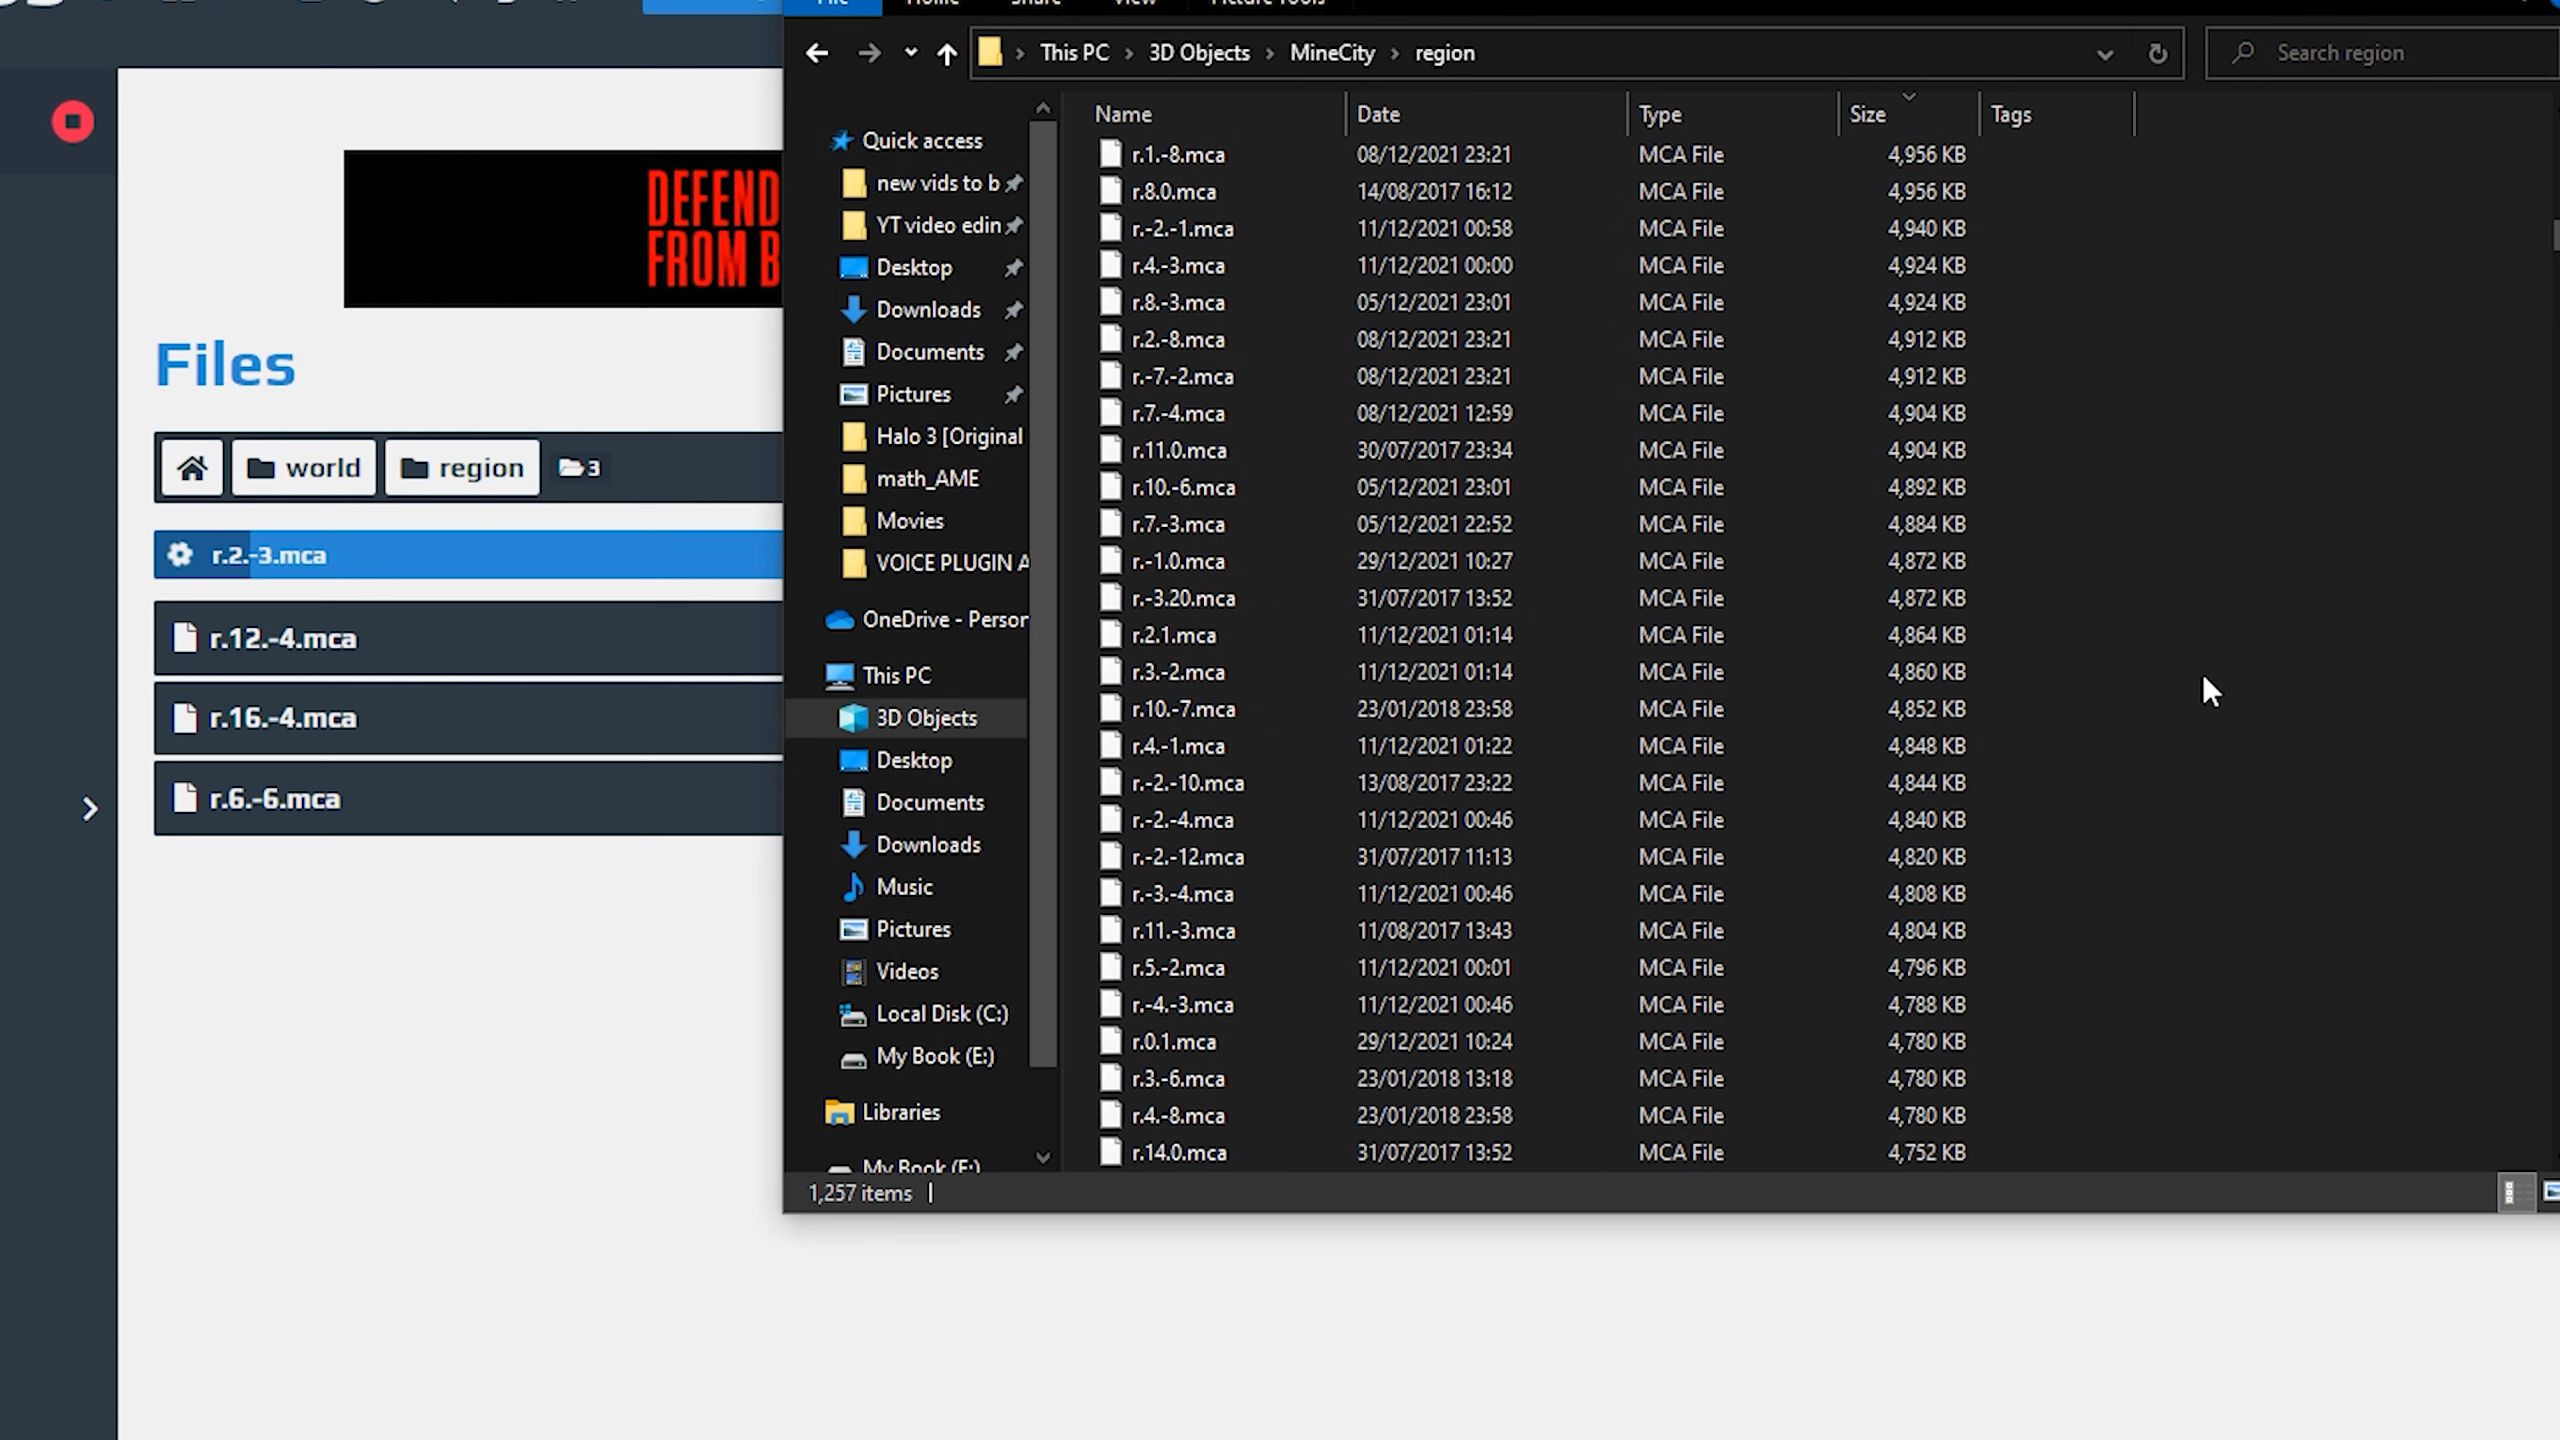 File Home Share View Picture Tools
This PC > 3D Objects > MineCity > region
Search region
DEFEND
FROM B
Files
world
region
3
r.2.-3.mca
r.12.-4.mca
r.16.-4.mca
r.6.-6.mca
Quick access
new vids to b
YT video edin
Desktop
Downloads
Documents
Pictures
Halo 3 [Original
math_AME
Movies
VOICE PLUGIN A
OneDrive - Person
This PC
3D Objects
Desktop
Documents
Downloads
Music
Pictures
Videos
Local Disk (C:)
My Book (E:)
Libraries
My Book (E:)
Name Date Type Size Tags
r.1.-8.mca 08/12/2021 23:21 MCA File 4,956 KB
r.8.0.mca 14/08/2017 16:12 MCA File 4,956 KB
r.-2.-1.mca 11/12/2021 00:58 MCA File 4,940 KB
r.4.-3.mca 11/12/2021 00:00 MCA File 4,924 KB
r.8.-3.mca 05/12/2021 23:01 MCA File 4,924 KB
r.2.-8.mca 08/12/2021 23:21 MCA File 4,912 KB
r.-7.-2.mca 08/12/2021 23:21 MCA File 4,912 KB
r.7.-4.mca 08/12/2021 12:59 MCA File 4,904 KB
r.11.0.mca 30/07/2017 23:34 MCA File 4,904 KB
r.10.-6.mca 05/12/2021 23:01 MCA File 4,892 KB
r.7.-3.mca 05/12/2021 22:52 MCA File 4,884 KB
r.-1.0.mca 29/12/2021 10:27 MCA File 4,872 KB
r.-3.20.mca 31/07/2017 13:52 MCA File 4,872 KB
r.2.1.mca 11/12/2021 01:14 MCA File 4,864 KB
r.3.-2.mca 11/12/2021 01:14 MCA File 4,860 KB
r.10.-7.mca 23/01/2018 23:58 MCA File 4,852 KB
r.4.-1.mca 11/12/2021 01:22 MCA File 4,848 KB
r.-2.-10.mca 13/08/2017 23:22 MCA File 4,844 KB
r.-2.-4.mca 11/12/2021 00:46 MCA File 4,840 KB
r.-2.-12.mca 31/07/2017 11:13 MCA File 4,820 KB
r.-3.-4.mca 11/12/2021 00:46 MCA File 4,808 KB
r.11.-3.mca 11/08/2017 13:43 MCA File 4,804 KB
r.5.-2.mca 11/12/2021 00:01 MCA File 4,796 KB
r.-4.-3.mca 11/12/2021 00:46 MCA File 4,788 KB
r.0.1.mca 29/12/2021 10:24 MCA File 4,780 KB
r.3.-6.mca 23/01/2018 13:18 MCA File 4,780 KB
r.4.-8.mca 23/01/2018 23:58 MCA File 4,780 KB
r.14.0.mca 31/07/2017 13:52 MCA File 4,752 KB
1,257 items